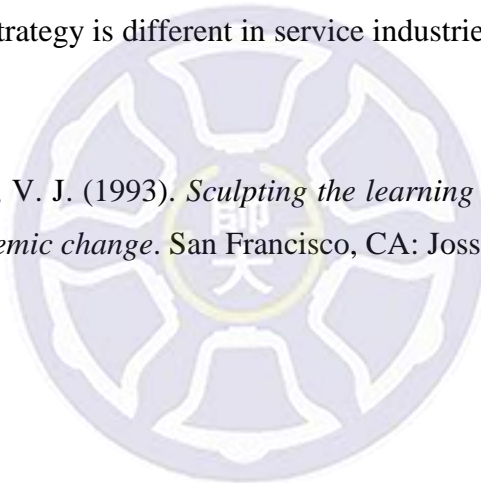 trategy is different in service industrie
, V. J. (1993). Sculpting the learning
師大
emic change. San Francisco, CA: Joss